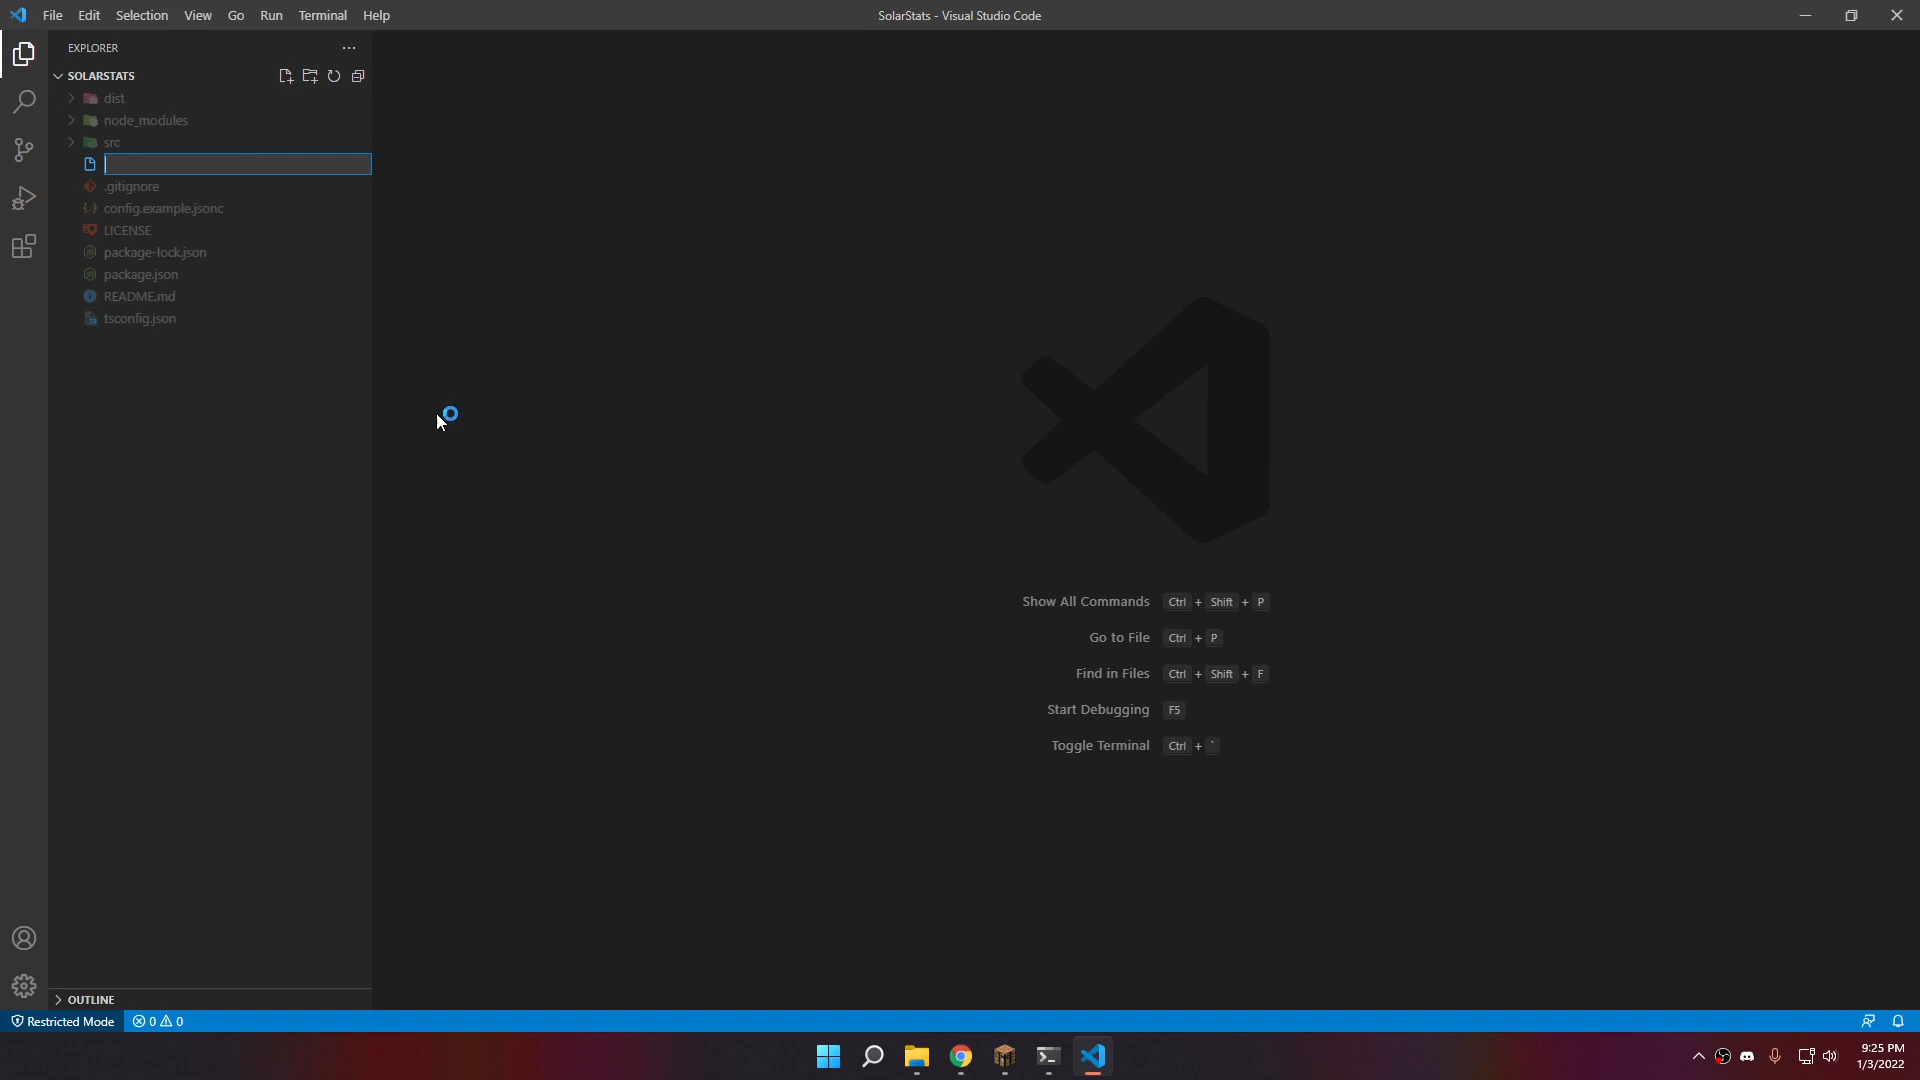 File Edit Selection View Go Run Terminal Help
SolarStats - Visual Studio Code
EXPLORER
SOLARSTATS
dist
node_modules
src
.gitignore
config.example.jsonc
LICENSE
package-lock.json
package.json
README.md
tsconfig.json
Show All Commands Ctrl + Shift + P
Go to File Ctrl + P
Find in Files Ctrl + Shift + F
Start Debugging F5
Toggle Terminal Ctrl + `
OUTLINE
Restricted Mode 0 0
9:25 PM
1/3/2022